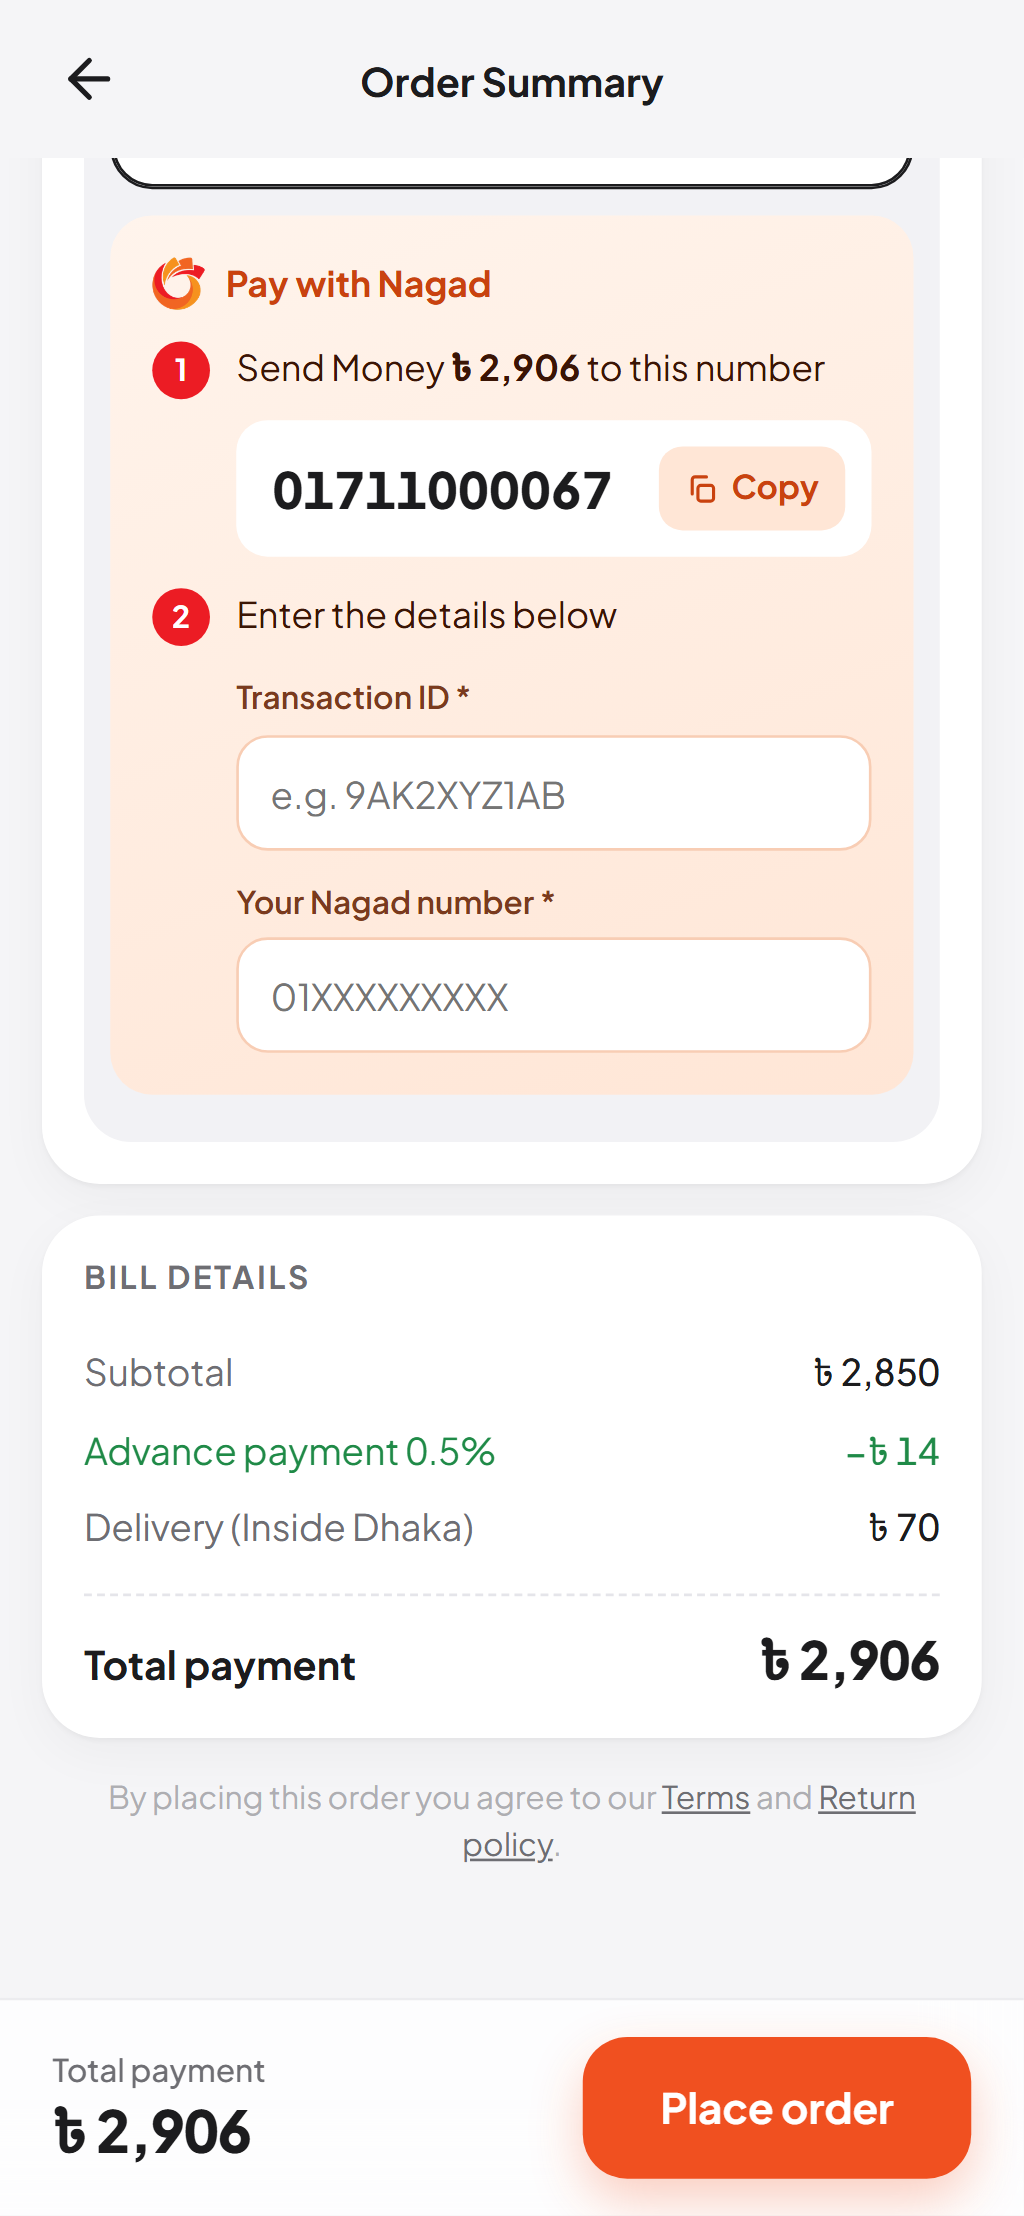 Order Summary
Pay with Nagad
1 Send Money ৳ 2,906 to this number
01711000067 Copy
2 Enter the details below
Transaction ID *
e.g. 9AK2XYZ1AB
Your Nagad number *
01XXXXXXXXX
BILL DETAILS
Subtotal ৳ 2,850
Advance payment 0.5% -৳ 14
Delivery (Inside Dhaka) ৳ 70
Total payment ৳ 2,906
By placing this order you agree to our Terms and Return
policy.
Total payment
৳ 2,906
Place order